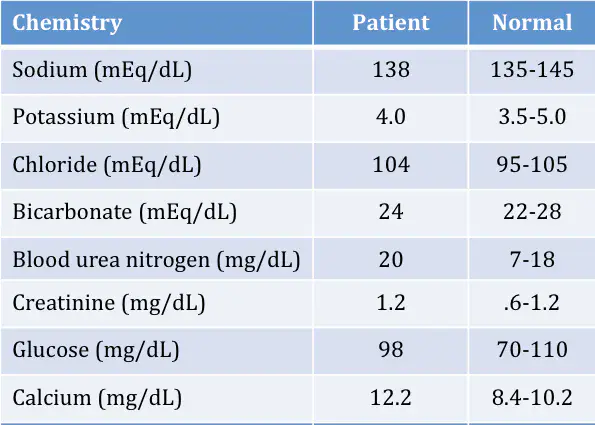 Chemistry Patient Normal
Sodium (mEq/dL) 138 135-145
Potassium (mEq/dL) 4.0 3.5-5.0
Chloride (mEq/dL) 104 95-105
Bicarbonate (mEq/dL) 24 22-28
Blood urea nitrogen (mg/dL) 20 7-18
Creatinine (mg/dL) 1.2 .6-1.2
Glucose (mg/dL) 98 70-110
Calcium (mg/dL) 12.2 8.4-10.2